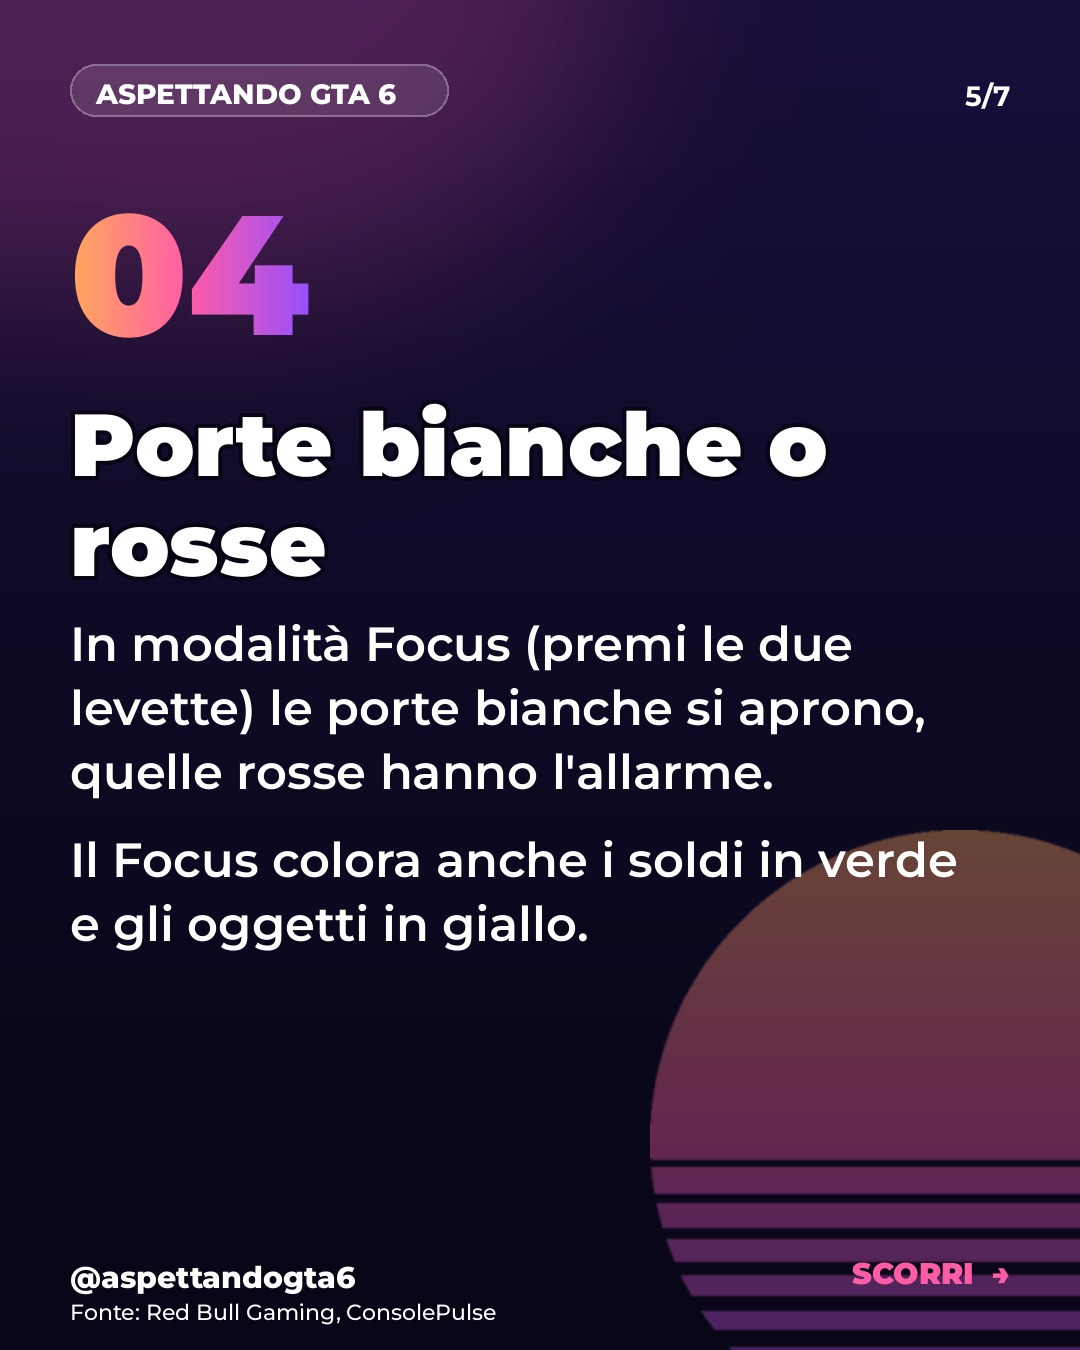 ASPETTANDO GTA 6
5/7
04
Porte bianche o
rosse
In modalità Focus (premi le due
levette) le porte bianche si aprono,
quelle rosse hanno l'allarme.
Il Focus colora anche i soldi in verde
e gli oggetti in giallo.
@aspettandogta6
Fonte: Red Bull Gaming, ConsolePulse
SCORRI →